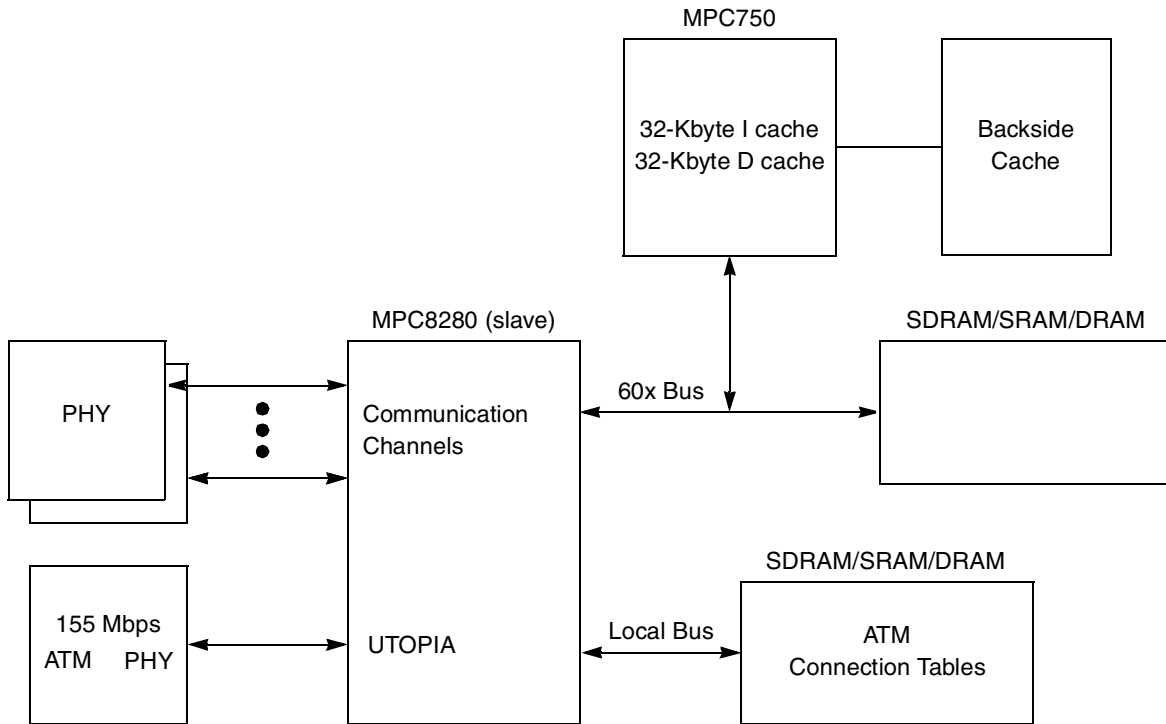 MPC750
32-Kbyte I cache
32-Kbyte D cache
Backside
Cache
MPC8280 (slave)
SDRAM/SRAM/DRAM
PHY
Communication
Channels
60x Bus
155 Mbps
ATM PHY
UTOPIA
Local Bus
SDRAM/SRAM/DRAM
ATM
Connection Tables